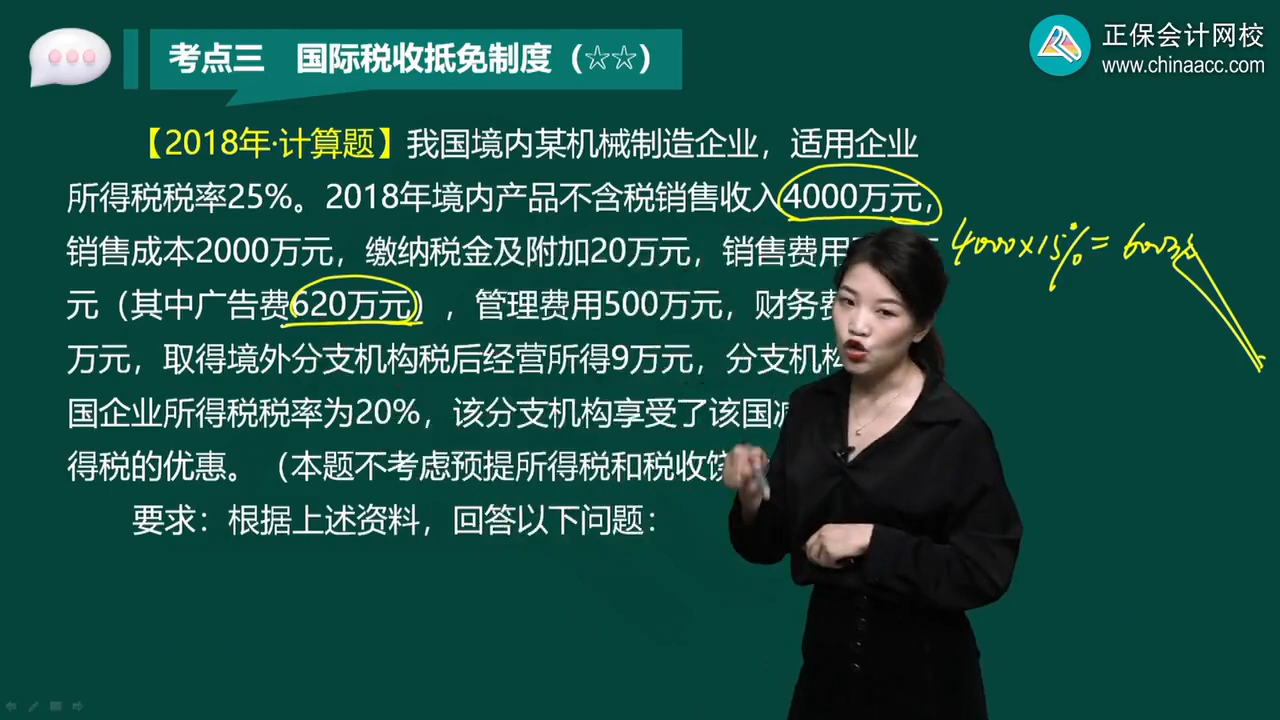 考点三 国际税收抵免制度（☆☆）
正保会计网校
www.chinaacc.com
【2018年·计算题】我国境内某机械制造企业，适用企业
所得税税率25%。2018年境内产品不含税销售收入4000万元，
销售成本2000万元，缴纳税金及附加20万元，销售费用
4000×15%=600万
元（其中广告费620万元），管理费用500万元，财务费
万元，取得境外分支机构税后经营所得9万元，分支机构
国企业所得税税率为20%，该分支机构享受了该国减
得税的优惠。（本题不考虑预提所得税和税收饶
要求：根据上述资料，回答以下问题：